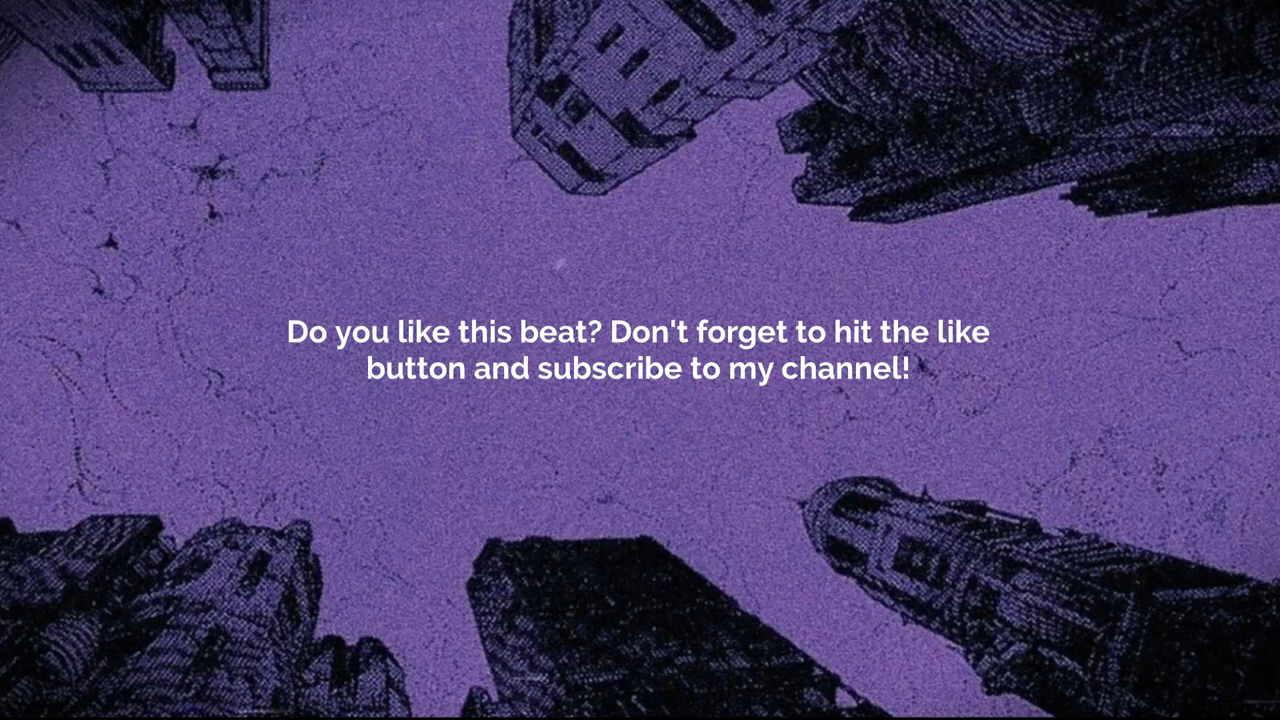 Do you like this beat? Don't forget to hit the like
button and subscribe to my channel!